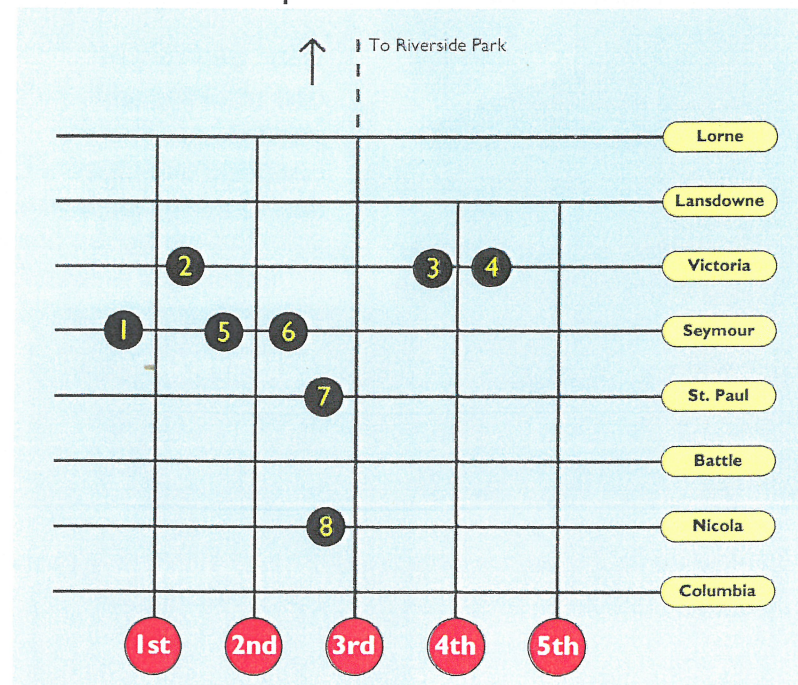 To Riverside Park
Lorne
Lansdowne
2
3
4
Victoria
1
5
6
Seymour
7
St. Paul
Battle
8
Nicola
Columbia
1st
2nd
3rd
4th
5th